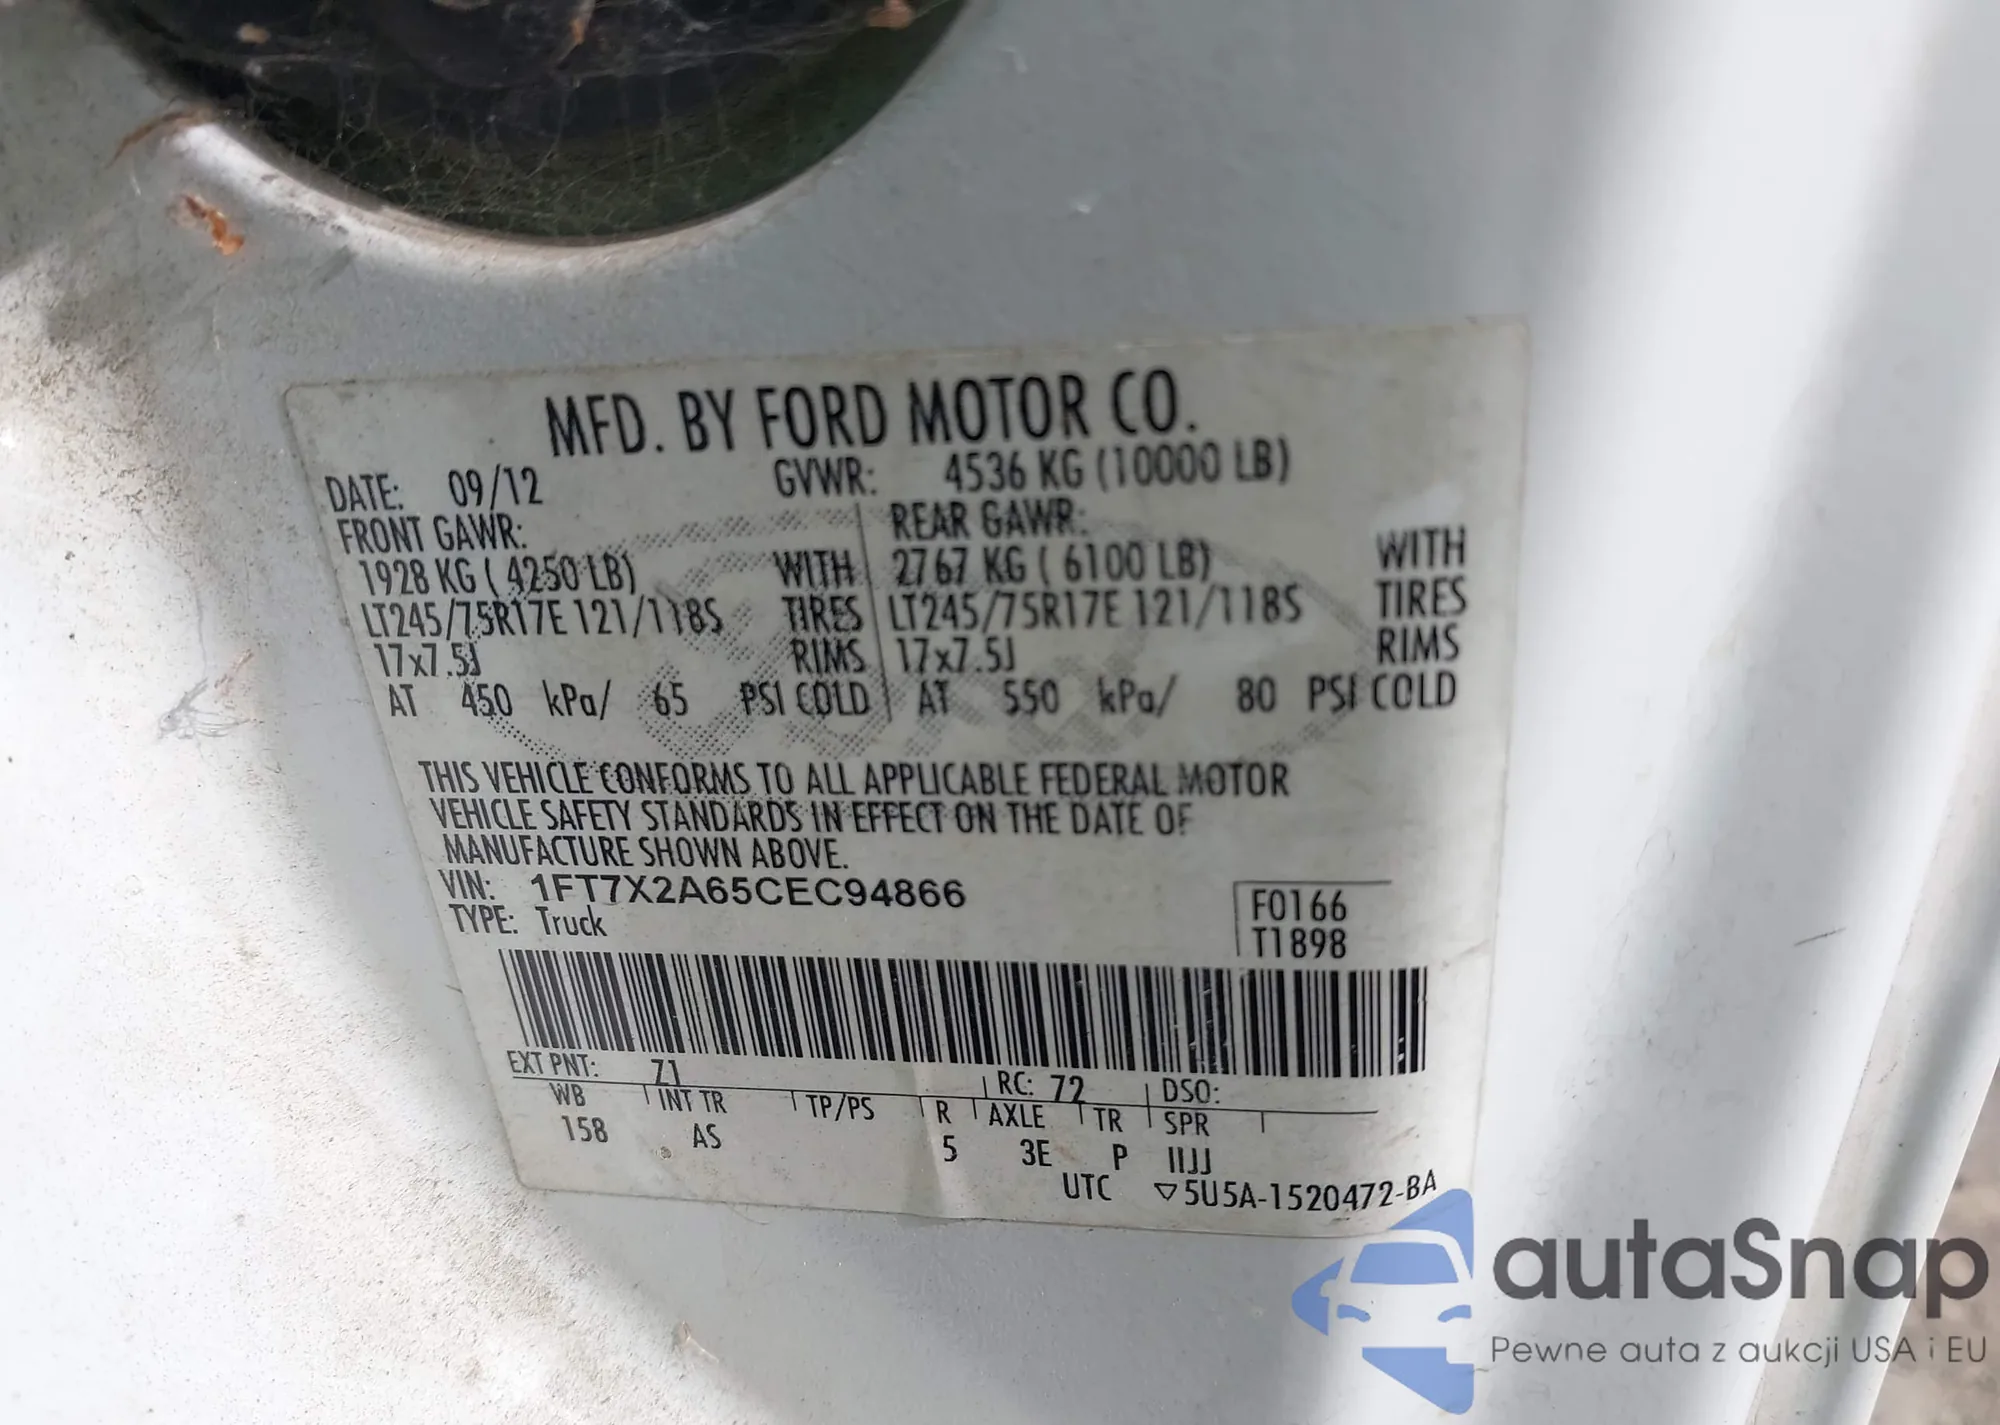 MFD. BY FORD MOTOR CO.
DATE: 09/12 GVWR: 4536 KG (10000 LB)
FRONT GAWR: REAR GAWR:
1928 KG ( 4250 LB) WITH 2767 KG ( 6100 LB) WITH
LT245/75R17E 121/118S TIRES LT245/75R17E 121/118S TIRES
17x7.5J RIMS 17x7.5J RIMS
AT 450 kPa/ 65 PSI COLD AT 550 kPa/ 80 PSI COLD
THIS VEHICLE CONFORMS TO ALL APPLICABLE FEDERAL MOTOR
VEHICLE SAFETY STANDARDS IN EFFECT ON THE DATE OF
MANUFACTURE SHOWN ABOVE.
VIN: 1FT7X2A65CEC94866
TYPE: Truck
F0166
T1898
EXT PNT: Z1 RC: 72 DSO:
WB INT TR TP/PS R AXLE TR SPR
158 AS 5 3E P IIJJ
UTC ▽5U5A-1520472-BA
autaSnap
Pewne auta z aukcji USA i EU